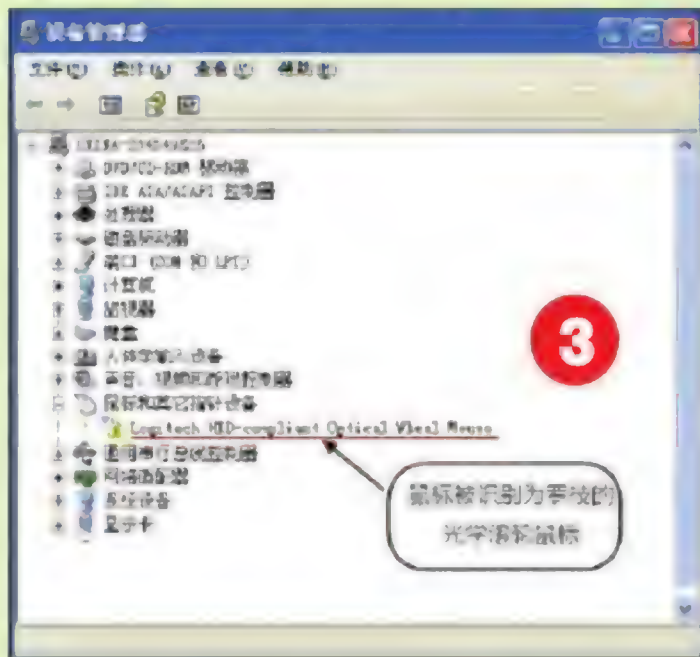 设备管理器
文件(F) 操作(A) 查看(V) 帮助(H)
DVD/CD-ROM 驱动器
IDE ATA/ATAPI 控制器
处理器
磁盘驱动器
端口 (COM 和 LPT)
计算机
监视器
键盘
人体学输入设备
声音、视频和游戏控制器
鼠标和其它指针设备
Logitech HID-compliant Optical Wheel Mouse
通用串行总线控制器
网络适配器
系统设备
显示卡
3
鼠标被识别为零技的
光学滚轮鼠标